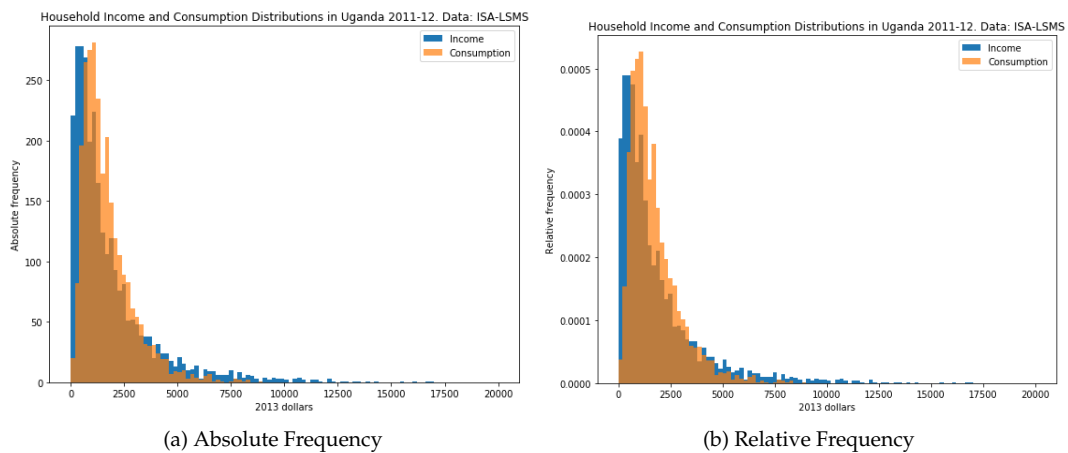 Household Income and Consumption Distributions in Uganda 2011-12. Data: ISA-LSMS
Income
Consumption
Absolute frequency
250
200
150
100
50
0
0 2500 5000 7500 10000 12500 15000 17500 20000
2013 dollars
(a) Absolute Frequency
Household Income and Consumption Distributions in Uganda 2011-12. Data: ISA-LSMS
Income
Consumption
Relative frequency
0.0005
0.0004
0.0003
0.0002
0.0001
0.0000
0 2500 5000 7500 10000 12500 15000 17500 20000
2013 dollars
(b) Relative Frequency